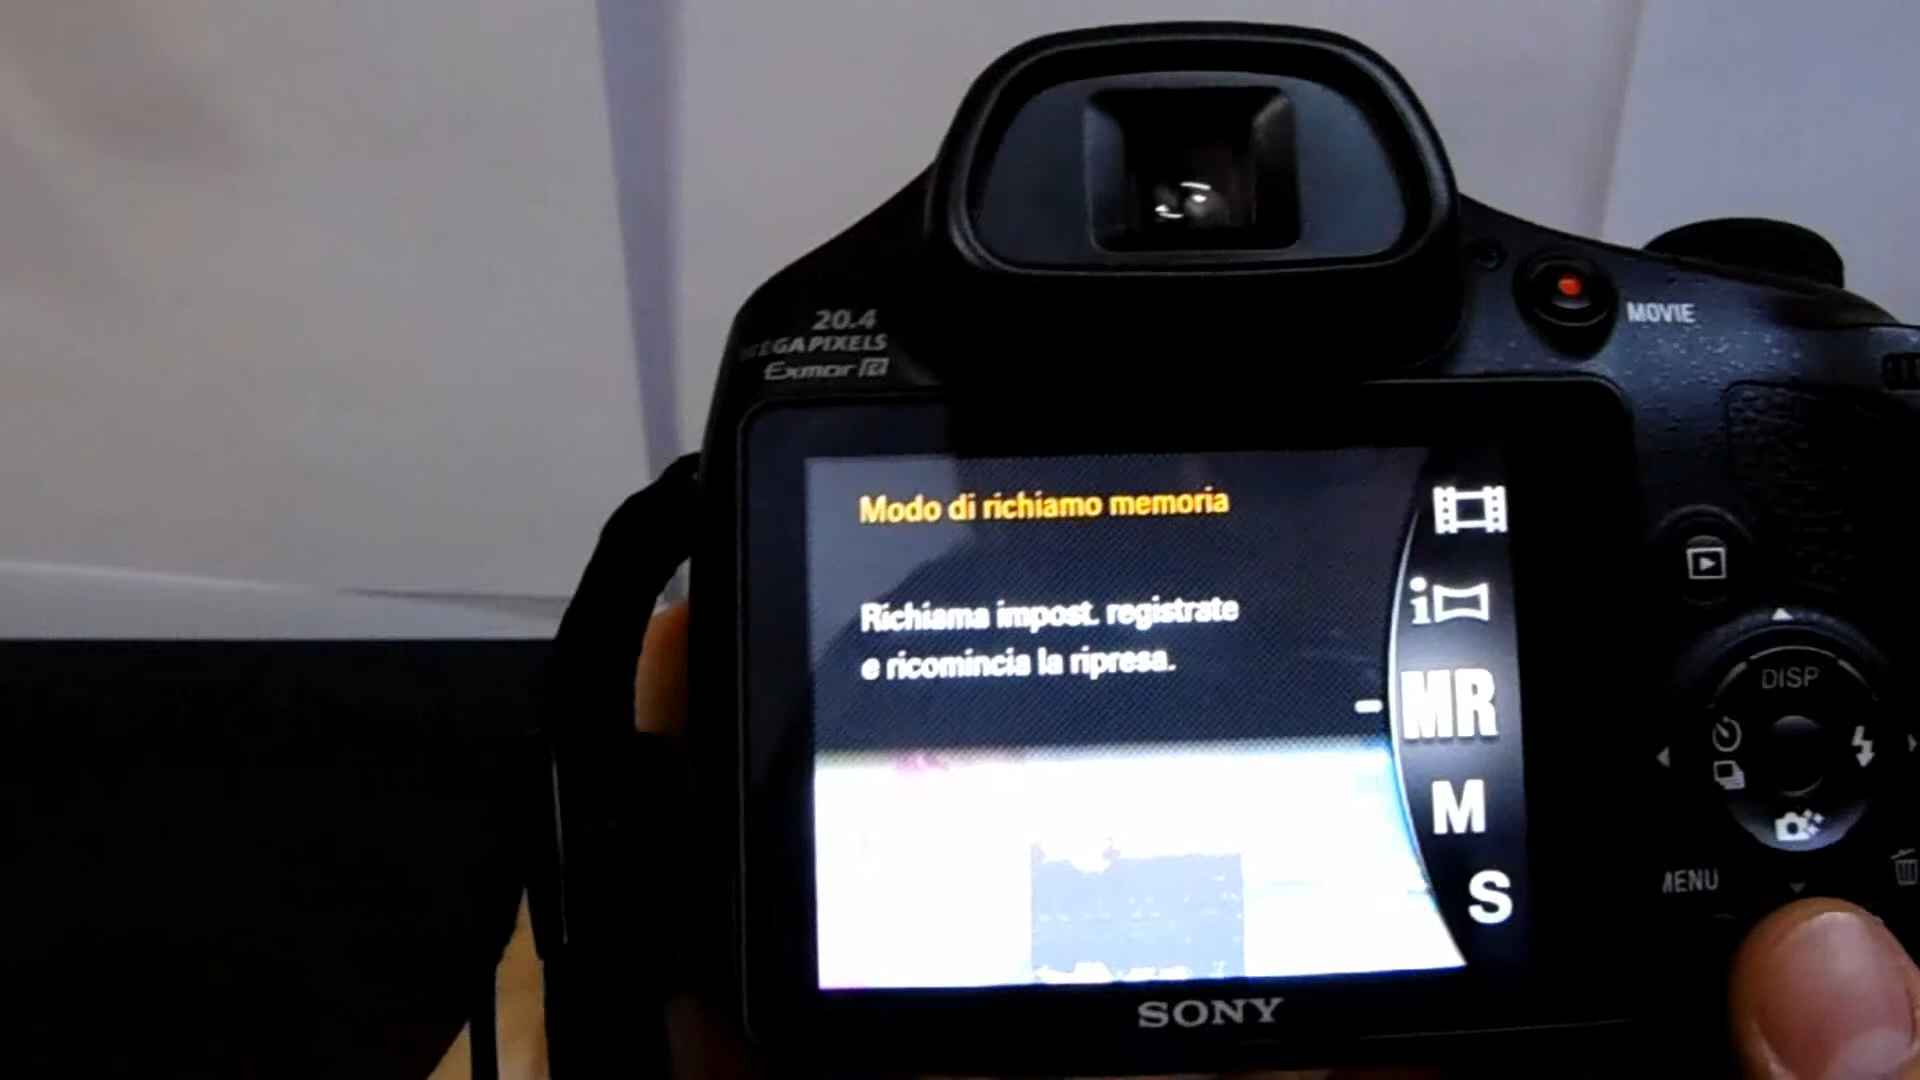 20.4
MEGAPIXELS
Exmor R
MOVIE
Modo di richiamo memoria
Richiama impost. registrate
e ricomincia la ripresa.
i
MR
M
S
DISP
MENU
SONY